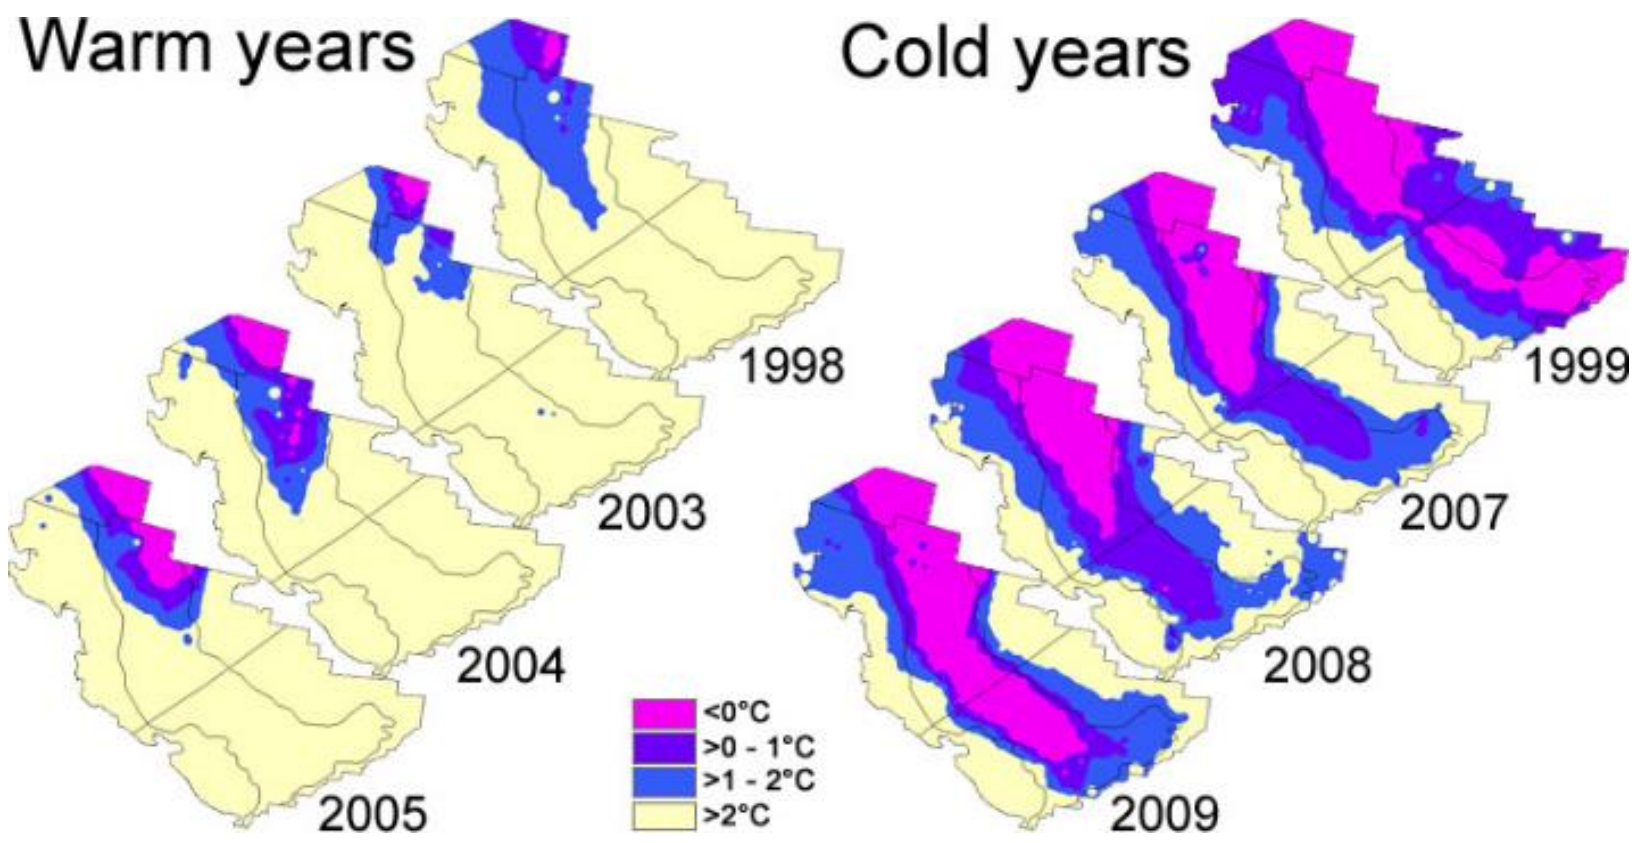 Warm years
Cold years
1998
1999
2003
2007
2004
2008
<0°C
>0 - 1°C
>1 - 2°C
>2°C
2005
2009